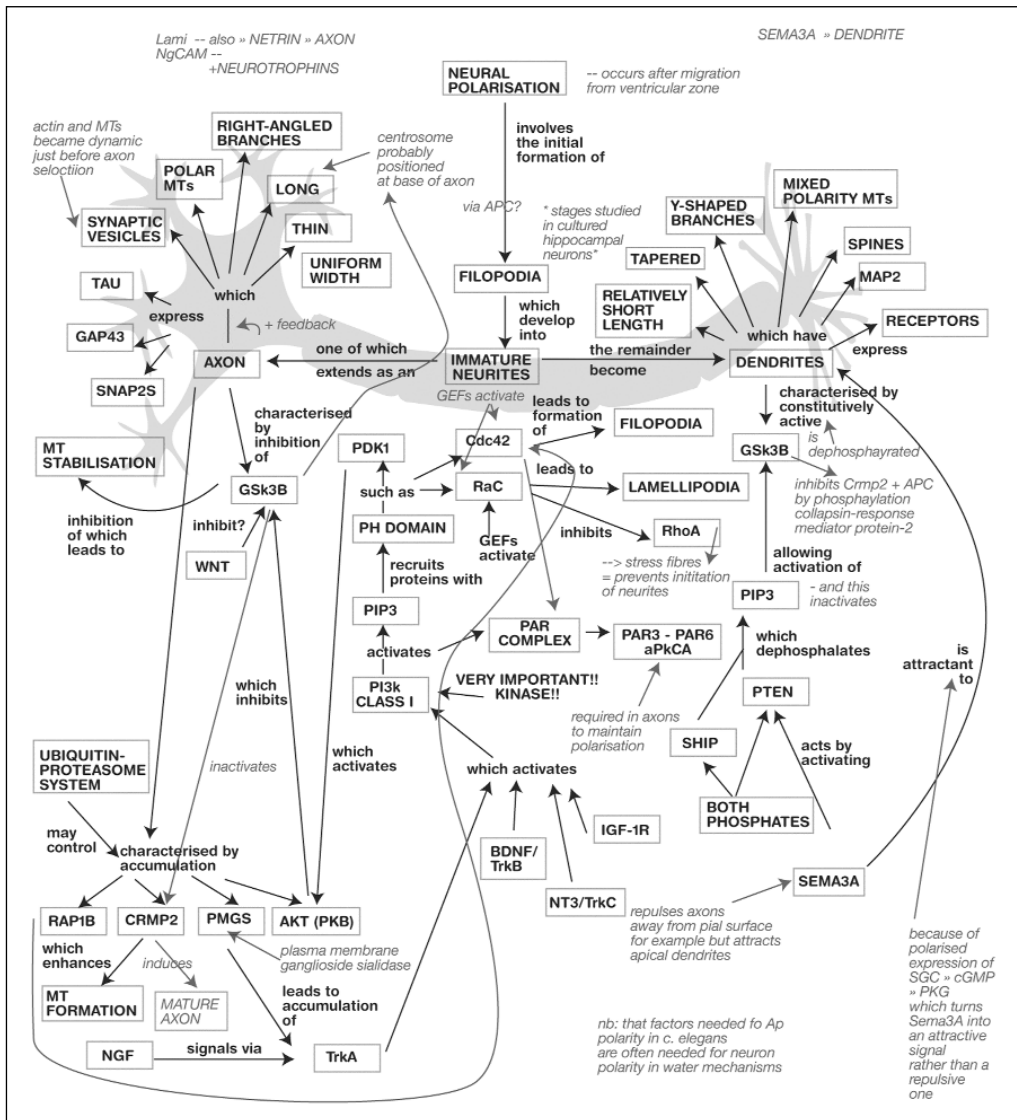 Lami -- also » NETRIN » AXON
NgCAM --
+NEUROTROPHINS
SEMA3A » DENDRITE
NEURAL
POLARISATION
-- occurs after migration
from ventricular zone
involves
the initial
formation of
actin and MTs
became dynamic
just before axon
seloctiion
RIGHT-ANGLED
BRANCHES
POLAR
MTs
LONG
SYNAPTIC
VESICLES
THIN
UNIFORM
WIDTH
centrosome
probably
positioned
at base of axon
via APC?
* stages studied
in cultured
hippocampal
neurons*
FILOPODIA
Y-SHAPED
BRANCHES
MIXED
POLARITY MTs
SPINES
TAPERED
MAP2
RELATIVELY
SHORT
LENGTH
RECEPTORS
which have
express
TAU
which
express
GAP43
+ feedback
SNAP2S
AXON
one of which
extends as an
which
develop
into
IMMATURE
NEURITES
the remainder
become
DENDRITES
GEFs activate
characterised
by
inhibition
of
leads to
formation
of
FILOPODIA
characterised by
constitutively
active
is
dephosphayrated
MT
STABILISATION
GSk3B
PDK1
Cdc42
such as
RaC
leads to
LAMELLIPODIA
GSk3B
inhibits Crmp2 + APC
by phosphaylation
collapsin-response
mediator protein-2
inhibition
of which
leads to
inhibit?
WNT
PH DOMAIN
GEFs
activate
inhibits
RhoA
recruits
proteins with
--> stress fibres
= prevents inititation
of neurites
allowing
activation of
PIP3
PIP3
- and this
inactivates
activates
PAR
COMPLEX
PAR3 - PAR6
aPkCA
which
dephosphalates
is
attractant
to
which
inhibits
PI3k
CLASS I
VERY IMPORTANT!!
KINASE!!
required in axons
to maintain
polarisation
PTEN
SHIP
acts by
activating
UBIQUITIN-
PROTEASOME
SYSTEM
inactivates
which
activates
which activates
BOTH
PHOSPHATES
IGF-1R
BDNF/
TrkB
may
control
characterised by
accumulation
NT3/TrkC
SEMA3A
RAP1B
CRMP2
PMGS
AKT (PKB)
repulses axons
away from pial surface
for example but attracts
apical dendrites
because of
polarised
expression of
SGC » cGMP
» PKG
which turns
Sema3A into
an attractive
signal
rather than a
repulsive
one
which
enhances
induces
plasma membrane
ganglioside sialidase
MT
FORMATION
MATURE
AXON
leads to
accumulation
of
NGF
signals via
TrkA
nb: that factors needed fo Ap
polarity in c. elegans
are often needed for neuron
polarity in water mechanisms